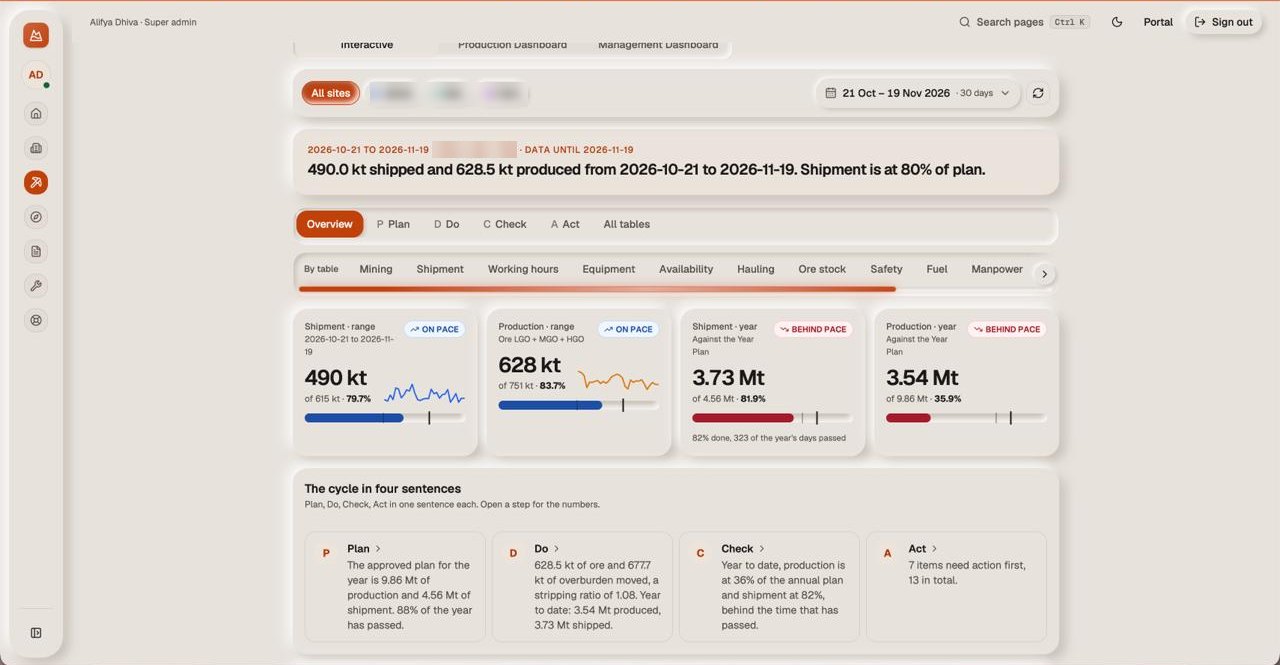 Alifya Dhiva · Super admin
Search pages Ctrl K
Portal
Sign out
AD
Interactive
Production Dashboard
Management Dashboard
All sites
21 Oct – 19 Nov 2026 · 30 days
2026-10-21 TO 2026-11-19 · DATA UNTIL 2026-11-19
490.0 kt shipped and 628.5 kt produced from 2026-10-21 to 2026-11-19. Shipment is at 80% of plan.
Overview
P Plan
D Do
C Check
A Act
All tables
By table
Mining
Shipment
Working hours
Equipment
Availability
Hauling
Ore stock
Safety
Fuel
Manpower
Shipment · range
2026-10-21 to 2026-11-
19
ON PACE
490 kt
of 615 kt · 79.7%
Production · range
Ore LGO + MGO + HGO
ON PACE
628 kt
of 751 kt · 83.7%
Shipment · year
Against the Year
Plan
BEHIND PACE
3.73 Mt
of 4.56 Mt · 81.9%
82% done, 323 of the year's days passed
Production · year
Against the Year
Plan
BEHIND PACE
3.54 Mt
of 9.86 Mt · 35.9%
The cycle in four sentences
Plan, Do, Check, Act in one sentence each. Open a step for the numbers.
P
Plan
The approved plan for the
year is 9.86 Mt of
production and 4.56 Mt of
shipment. 88% of the year
has passed.
D
Do
628.5 kt of ore and 677.7
kt of overburden moved, a
stripping ratio of 1.08. Year
to date: 3.54 Mt produced,
3.73 Mt shipped.
C
Check
Year to date, production is
at 36% of the annual plan
and shipment at 82%,
behind the time that has
passed.
A
Act
7 items need action first,
13 in total.